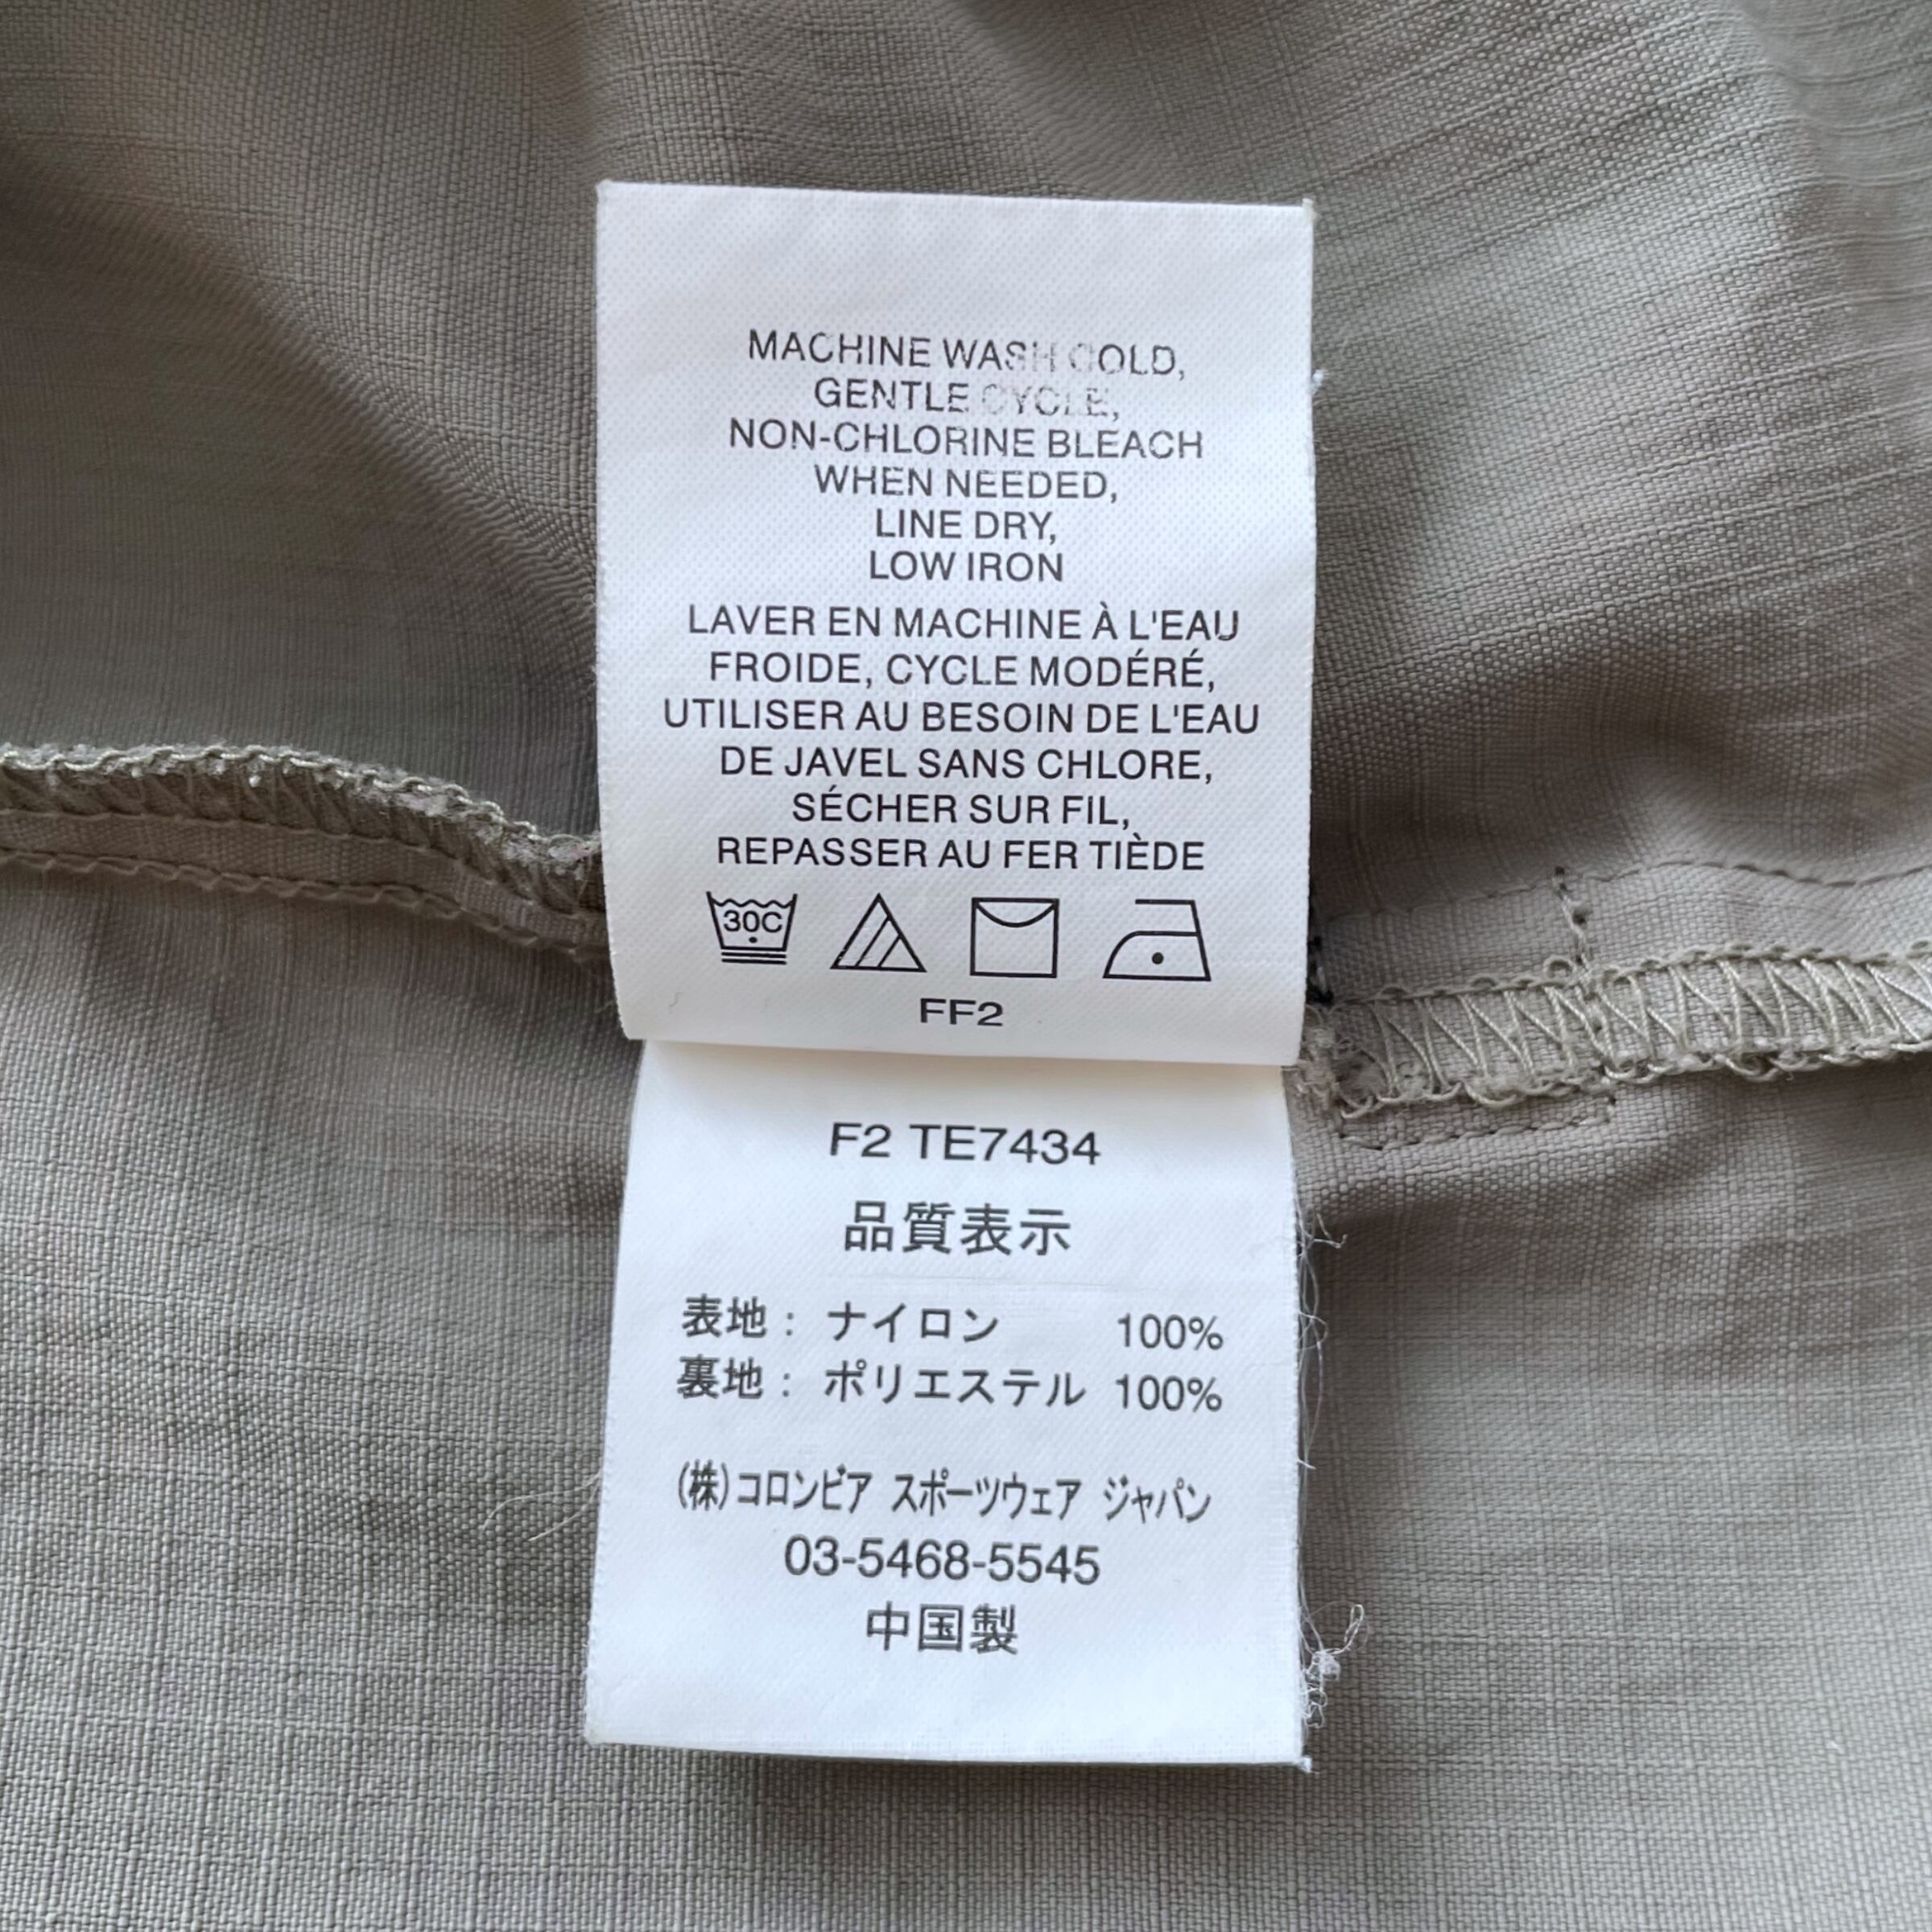 MACHINE WASH COLD,
GENTLE CYCLE,
NON-CHLORINE BLEACH
WHEN NEEDED,
LINE DRY,
LOW IRON
LAVER EN MACHINE À L'EAU
FROIDE, CYCLE MODÉRÉ,
UTILISER AU BESOIN DE L'EAU
DE JAVEL SANS CHLORE,
SÉCHER SUR FIL,
REPASSER AU FER TIÈDE
30C
FF2
F2 TE7434
品質表示
表地: ナイロン 100%
裏地: ポリエステル 100%
(株)コロンビア スポーツウェア ジャパン
03-5468-5545
中国製